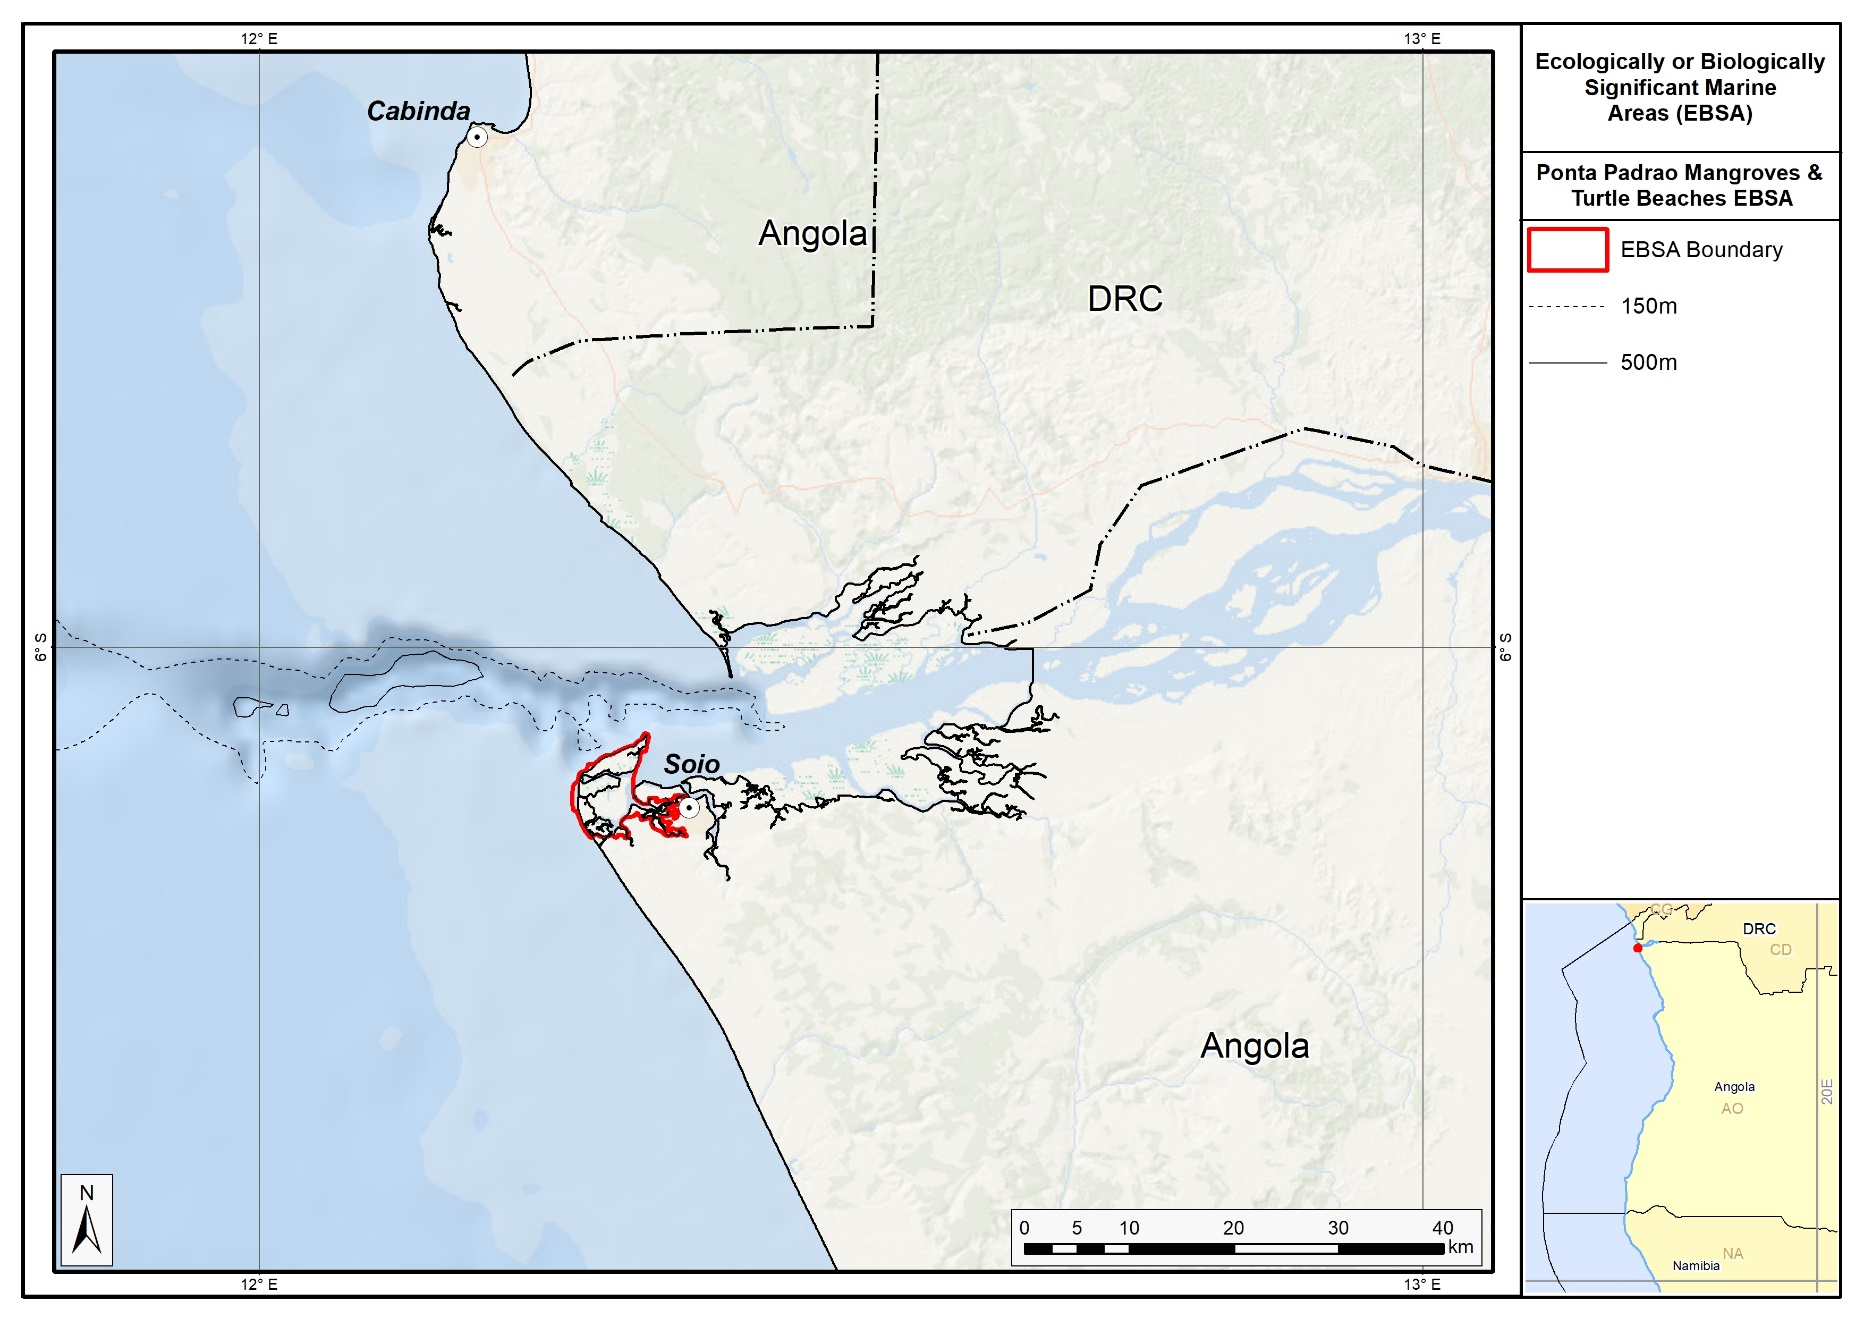 12° E
13° E
Cabinda
Angola
DRC
6° S
6° S
Soio
Angola
N
0 5 10 20 30 40
km
12° E
13° E
Ecologically or Biologically
Significant Marine
Areas (EBSA)
Ponta Padrao Mangroves &
Turtle Beaches EBSA
EBSA Boundary
150m
500m
CG
DRC
CD
Angola
AO
20E
NA
Namibia